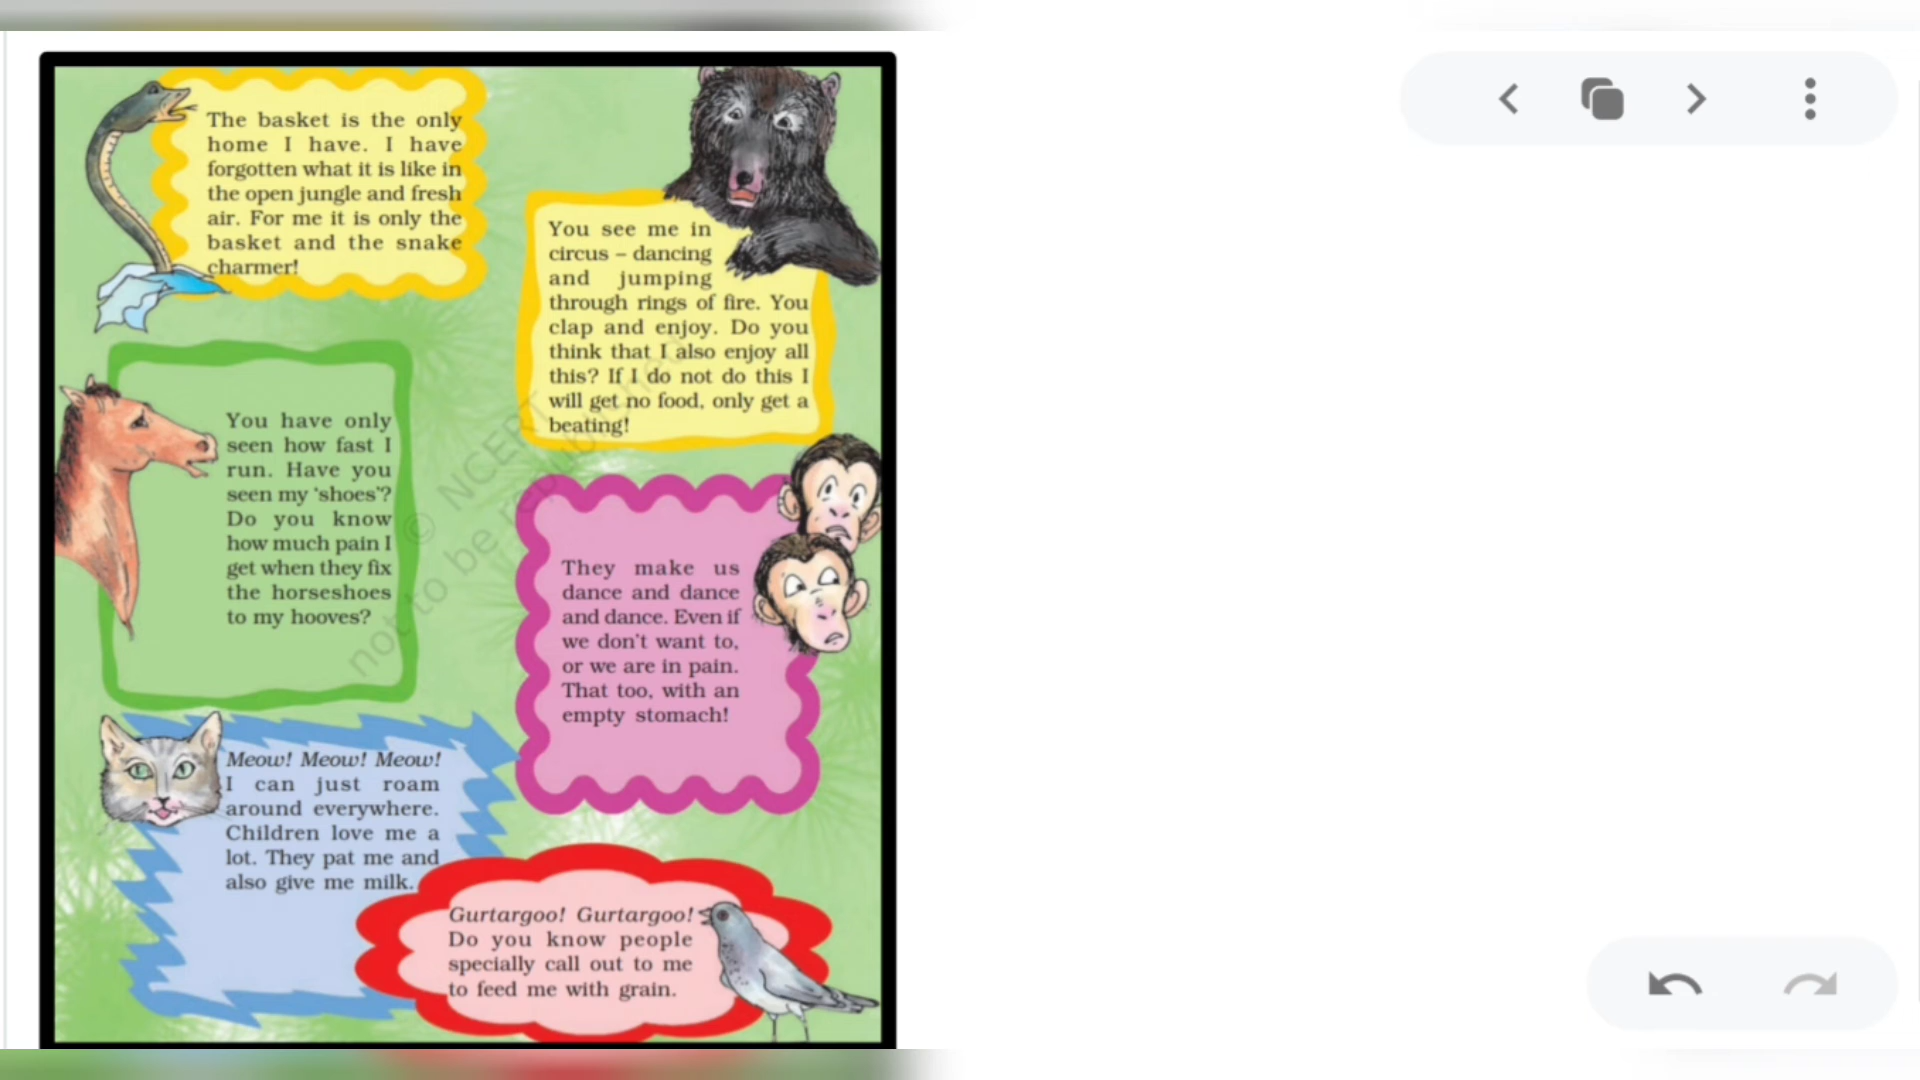 The basket is the only
home I have. I have
forgotten what it is like in
the open jungle and fresh
air. For me it is only the
basket and the snake
charmer!
You see me in
circus – dancing
and jumping
through rings of fire. You
clap and enjoy. Do you
think that I also enjoy all
this? If I do not do this I
will get no food, only get a
beating!
You have only
seen how fast I
run. Have you
seen my ‘shoes’?
Do you know
how much pain I
get when they fix
the horseshoes
to my hooves?
They make us
dance and dance
and dance. Even if
we don’t want to,
or we are in pain.
That too, with an
empty stomach!
Meow! Meow! Meow!
I can just roam
around everywhere.
Children love me a
lot. They pat me and
also give me milk.
Gurtargoo! Gurtargoo!
Do you know people
specially call out to me
to feed me with grain.
© NCERT
not to be republished